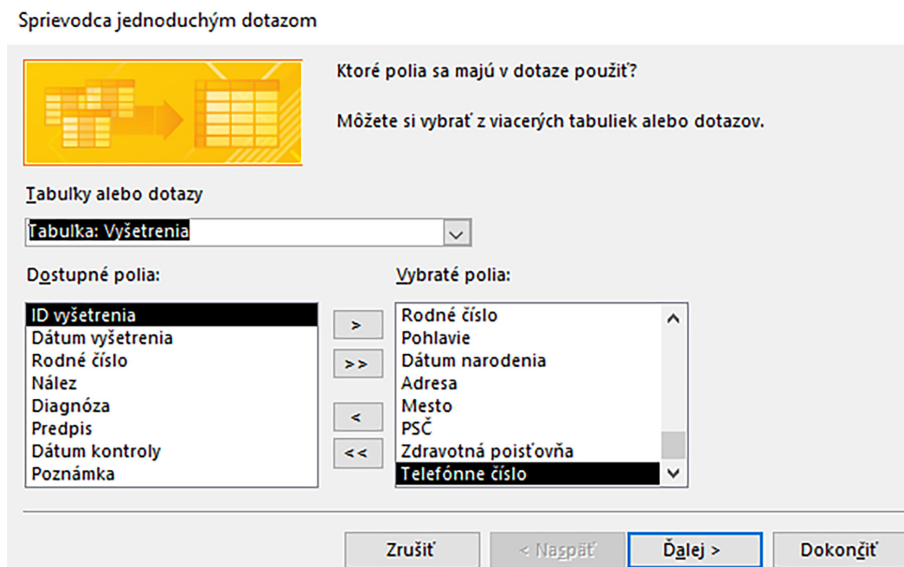 Sprievodca jednoduchým dotazom
Ktoré polia sa majú v dotaze použiť?
Môžete si vybrať z viacerých tabuliek alebo dotazov.
Tabuľky alebo dotazy
Tabuľka: Vyšetrenia
Dostupné polia:
ID vyšetrenia
Dátum vyšetrenia
Rodné číslo
Nález
Diagnóza
Predpis
Dátum kontroly
Poznámka
>
>>
<
<<
Vybraté polia:
Rodné číslo
Pohlavie
Dátum narodenia
Adresa
Mesto
PSČ
Zdravotná poisťovňa
Telefónne číslo
Zrušiť
< Naspäť
Ďalej >
Dokončiť